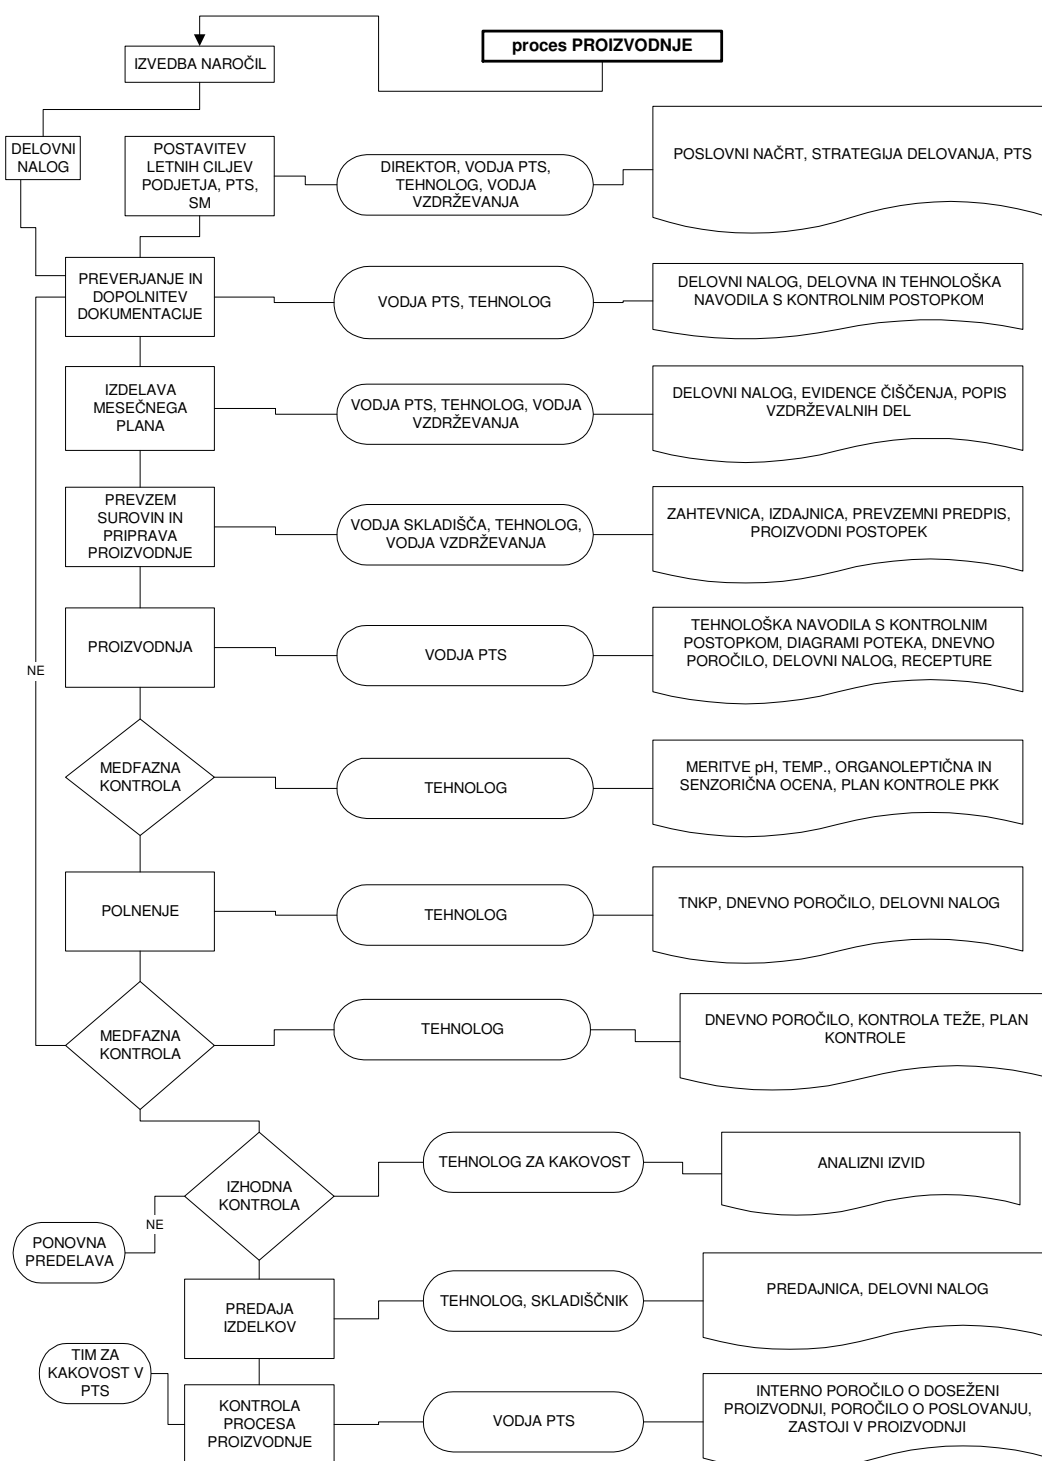 proces PROIZVODNJE
IZVEDBA NAROČIL
DELOVNI
NALOG
POSTAVITEV
LETNIH CILJEV
PODJETJA, PTS,
SM
DIREKTOR, VODJA PTS,
TEHNOLOG, VODJA
VZDRŽEVANJA
POSLOVNI NAČRT, STRATEGIJA DELOVANJA, PTS
PREVERJANJE IN
DOPOLNITEV
DOKUMENTACIJE
VODJA PTS, TEHNOLOG
DELOVNI NALOG, DELOVNA IN TEHNOLOŠKA
NAVODILA S KONTROLNIM POSTOPKOM
IZDELAVA
MESEČNEGA
PLANA
VODJA PTS, TEHNOLOG, VODJA
VZDRŽEVANJA
DELOVNI NALOG, EVIDENCE ČIŠČENJA, POPIS
VZDRŽEVALNIH DEL
PREVZEM
SUROVIN IN
PRIPRAVA
PROIZVODNJE
VODJA SKLADIŠČA, TEHNOLOG,
VODJA VZDRŽEVANJA
ZAHTEVNICA, IZDAJNICA, PREVZEMNI PREDPIS,
PROIZVODNI POSTOPEK
PROIZVODNJA
VODJA PTS
TEHNOLOŠKA NAVODILA S KONTROLNIM
POSTOPKOM, DIAGRAMI POTEKA, DNEVNO
POROČILO, DELOVNI NALOG, RECEPTURE
NE
MEDFAZNA
KONTROLA
TEHNOLOG
MERITVE pH, TEMP., ORGANOLEPTIČNA IN
SENZORIČNA OCENA, PLAN KONTROLE PKK
POLNENJE
TEHNOLOG
TNKP, DNEVNO POROČILO, DELOVNI NALOG
MEDFAZNA
KONTROLA
TEHNOLOG
DNEVNO POROČILO, KONTROLA TEŽE, PLAN
KONTROLE
IZHODNA
KONTROLA
TEHNOLOG ZA KAKOVOST
ANALIZNI IZVID
NE
PONOVNA
PREDELAVA
PREDAJA
IZDELKOV
TEHNOLOG, SKLADIŠČNIK
PREDAJNICA, DELOVNI NALOG
TIM ZA
KAKOVOST V
PTS
KONTROLA
PROCESA
PROIZVODNJE
VODJA PTS
INTERNO POROČILO O DOSEŽENI
PROIZVODNJI, POROČILO O POSLOVANJU,
ZASTOJI V PROIZVODNJI